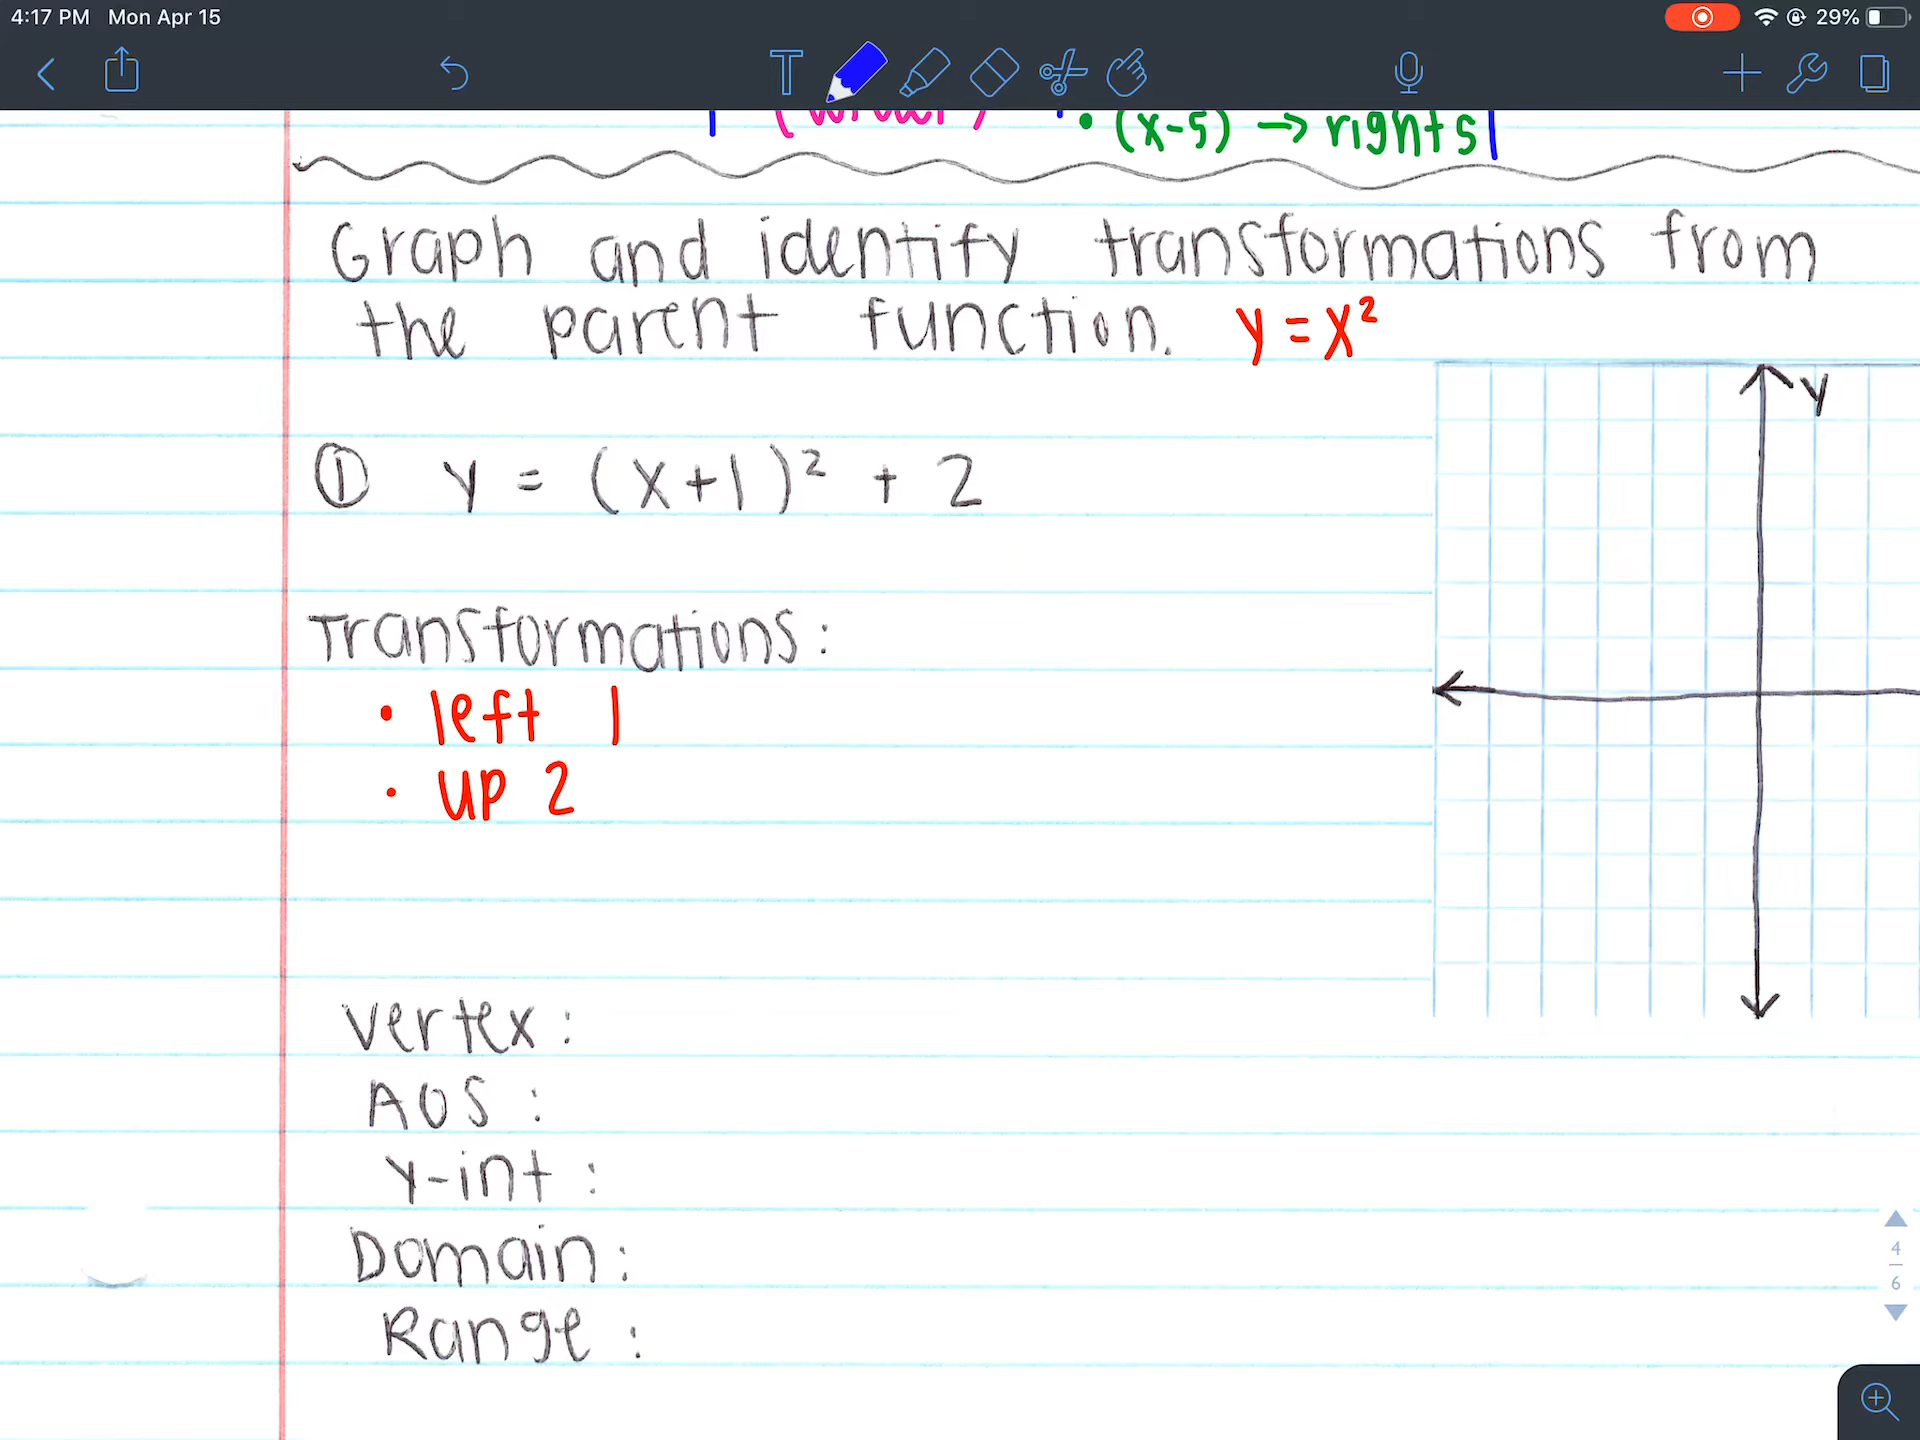 4:17 PM Mon Apr 15
29%
T
(wider)
• (x-5) → right 5
Graph and identify transformations from
the parent function. y = x²
y
① y = (x+1)² + 2
Transformations:
• left 1
• up 2
Vertex:
AOS:
y-int:
Domain:
Range:
4
6